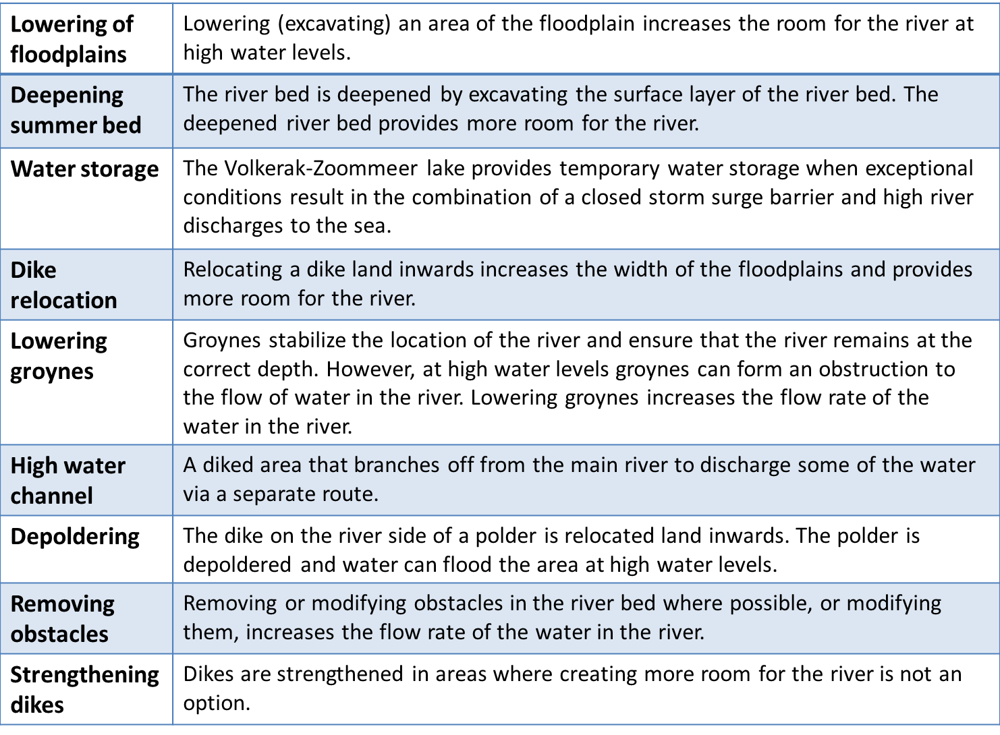 Lowering of
floodplains
Lowering (excavating) an area of the floodplain increases the room for the river at
high water levels.
Deepening
summer bed
The river bed is deepened by excavating the surface layer of the river bed. The
deepened river bed provides more room for the river.
Water storage
The Volkerak-Zoommeer lake provides temporary water storage when exceptional
conditions result in the combination of a closed storm surge barrier and high river
discharges to the sea.
Dike
relocation
Relocating a dike land inwards increases the width of the floodplains and provides
more room for the river.
Lowering
groynes
Groynes stabilize the location of the river and ensure that the river remains at the
correct depth. However, at high water levels groynes can form an obstruction to
the flow of water in the river. Lowering groynes increases the flow rate of the
water in the river.
High water
channel
A diked area that branches off from the main river to discharge some of the water
via a separate route.
Depoldering
The dike on the river side of a polder is relocated land inwards. The polder is
depoldered and water can flood the area at high water levels.
Removing
obstacles
Removing or modifying obstacles in the river bed where possible, or modifying
them, increases the flow rate of the water in the river.
Strengthening
dikes
Dikes are strengthened in areas where creating more room for the river is not an
option.